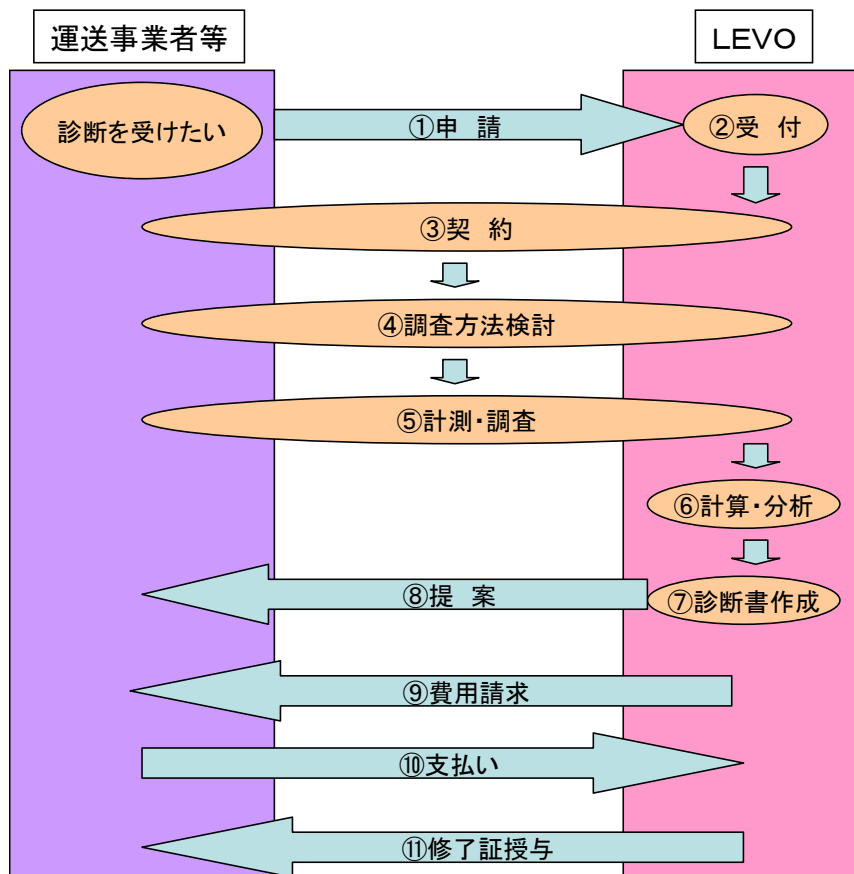 運送事業者等
LEVO
診断を受けたい
①申 請
②受 付
③契 約
④調査方法検討
⑤計測・調査
⑥計算・分析
⑦診断書作成
⑧提 案
⑨費用請求
⑩支払い
⑪修了証授与